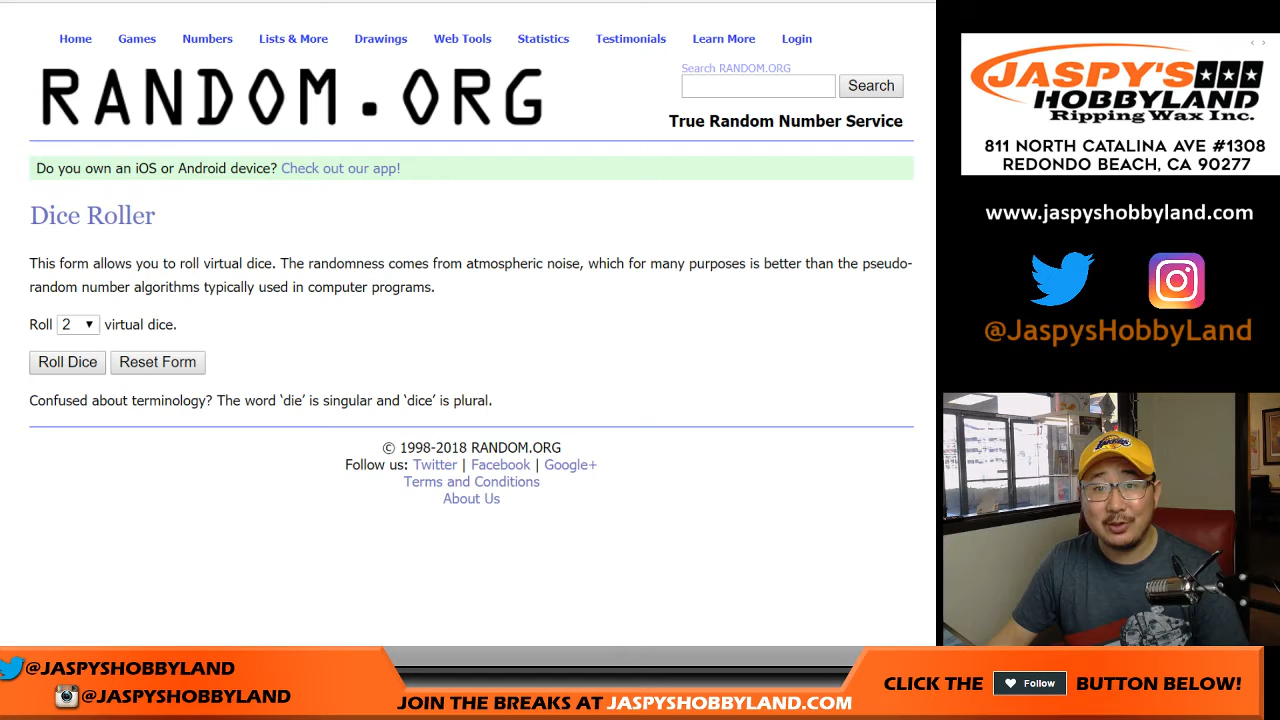 Home Games Numbers Lists & More Drawings Web Tools Statistics Testimonials Learn More Login
RANDOM.ORG
Search RANDOM.ORG
Search
True Random Number Service
Do you own an iOS or Android device? Check out our app!
Dice Roller
This form allows you to roll virtual dice. The randomness comes from atmospheric noise, which for many purposes is better than the pseudo-
random number algorithms typically used in computer programs.
Roll 2 virtual dice.
Roll Dice Reset Form
Confused about terminology? The word ‘die’ is singular and ‘dice’ is plural.
© 1998-2018 RANDOM.ORG
Follow us: Twitter | Facebook | Google+
Terms and Conditions
About Us
JASPY'S
HOBBYLAND
Ripping Wax Inc.
811 NORTH CATALINA AVE #1308
REDONDO BEACH, CA 90277
www.jaspyshobbyland.com
@JaspysHobbyLand
@JASPYSHOBBYLAND
@JASPYSHOBBYLAND
JOIN THE BREAKS AT JASPYSHOBBYLAND.COM
CLICK THE Follow BUTTON BELOW!